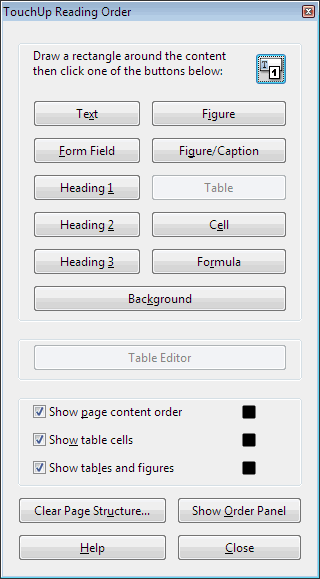 TouchUp Reading Order
Draw a rectangle around the content
then click one of the buttons below:
Text
Figure
Form Field
Figure/Caption
Heading 1
Table
Heading 2
Cell
Heading 3
Formula
Background
Table Editor
Show page content order
Show table cells
Show tables and figures
Clear Page Structure...
Show Order Panel
Help
Close